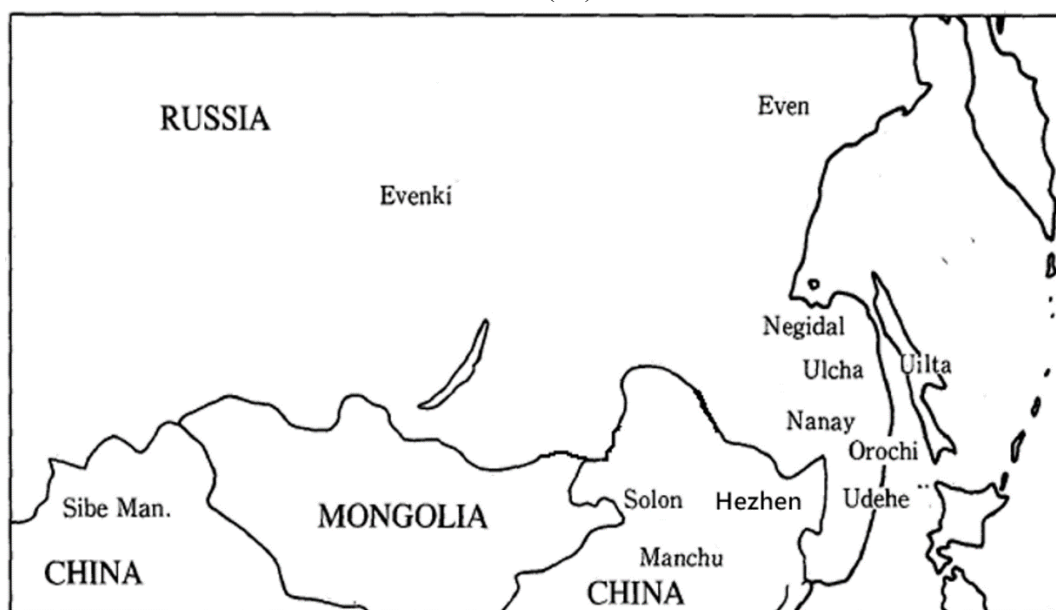 RUSSIA
Even
Evenki
Negidal
Ulcha
Uilta
Nanay
Orochi
Sibe Man.
MONGOLIA
Solon
Hezhen
Udehe
Manchu
CHINA
CHINA